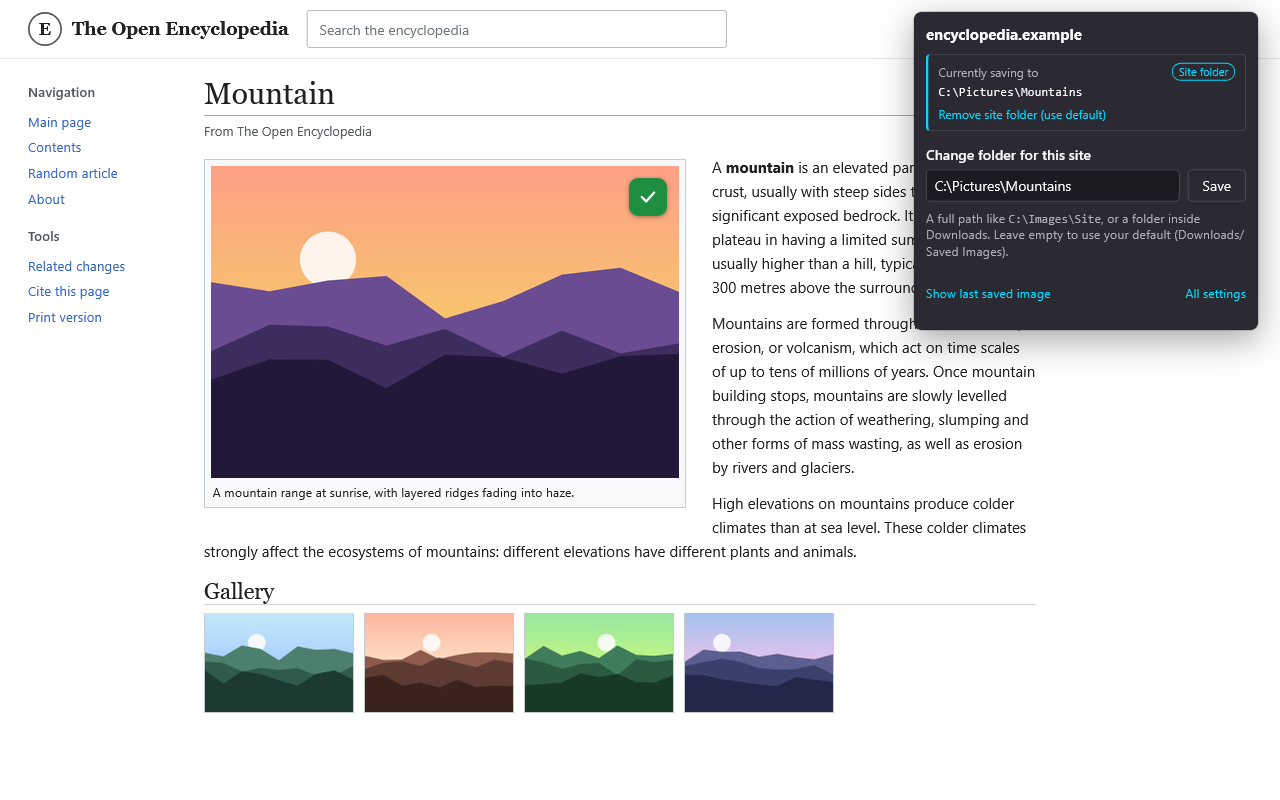 E The Open Encyclopedia
Search the encyclopedia
Navigation
Main page
Contents
Random article
About
Tools
Related changes
Cite this page
Print version
Mountain
From The Open Encyclopedia
A mountain range at sunrise, with layered ridges fading into haze.
A mountain is an elevated
crust, usually with steep sides
significant exposed bedrock. It
plateau in having a limited
usually higher than a hill,
300 metres above the
Mountains are formed through
erosion, or volcanism, which act on time scales
of up to tens of millions of years. Once mountain
building stops, mountains are slowly levelled
through the action of weathering, slumping and
other forms of mass wasting, as well as erosion
by rivers and glaciers.
High elevations on mountains produce colder
climates than at sea level. These colder climates
strongly affect the ecosystems of mountains: different elevations have different plants and animals.
Gallery
encyclopedia.example
Currently saving to
Site folder
C:\Pictures\Mountains
Remove site folder (use default)
Change folder for this site
C:\Pictures\Mountains
Save
A full path like C:\Images\Site, or a folder inside
Downloads. Leave empty to use your default (Downloads/
Saved Images).
Show last saved image
All settings